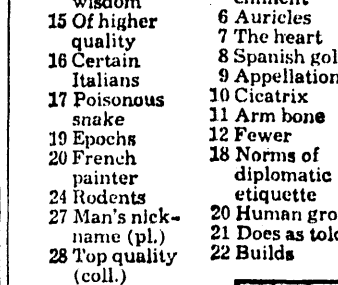 wisdom
15 Of higher
quality
16 Certain
Italians
17 Poisonous
snake
19 Epochs
20 French
painter
24 Rodents
27 Man's nick-
name (pl.)
28 Top quality
(coll.)
6 Auricles
7 The heart
8 Spanish gol
9 Appellation
10 Cicatrix
11 Arm bone
12 Fewer
18 Norms of
diplomatic
etiquette
20 Human gro
21 Does as told
22 Builds